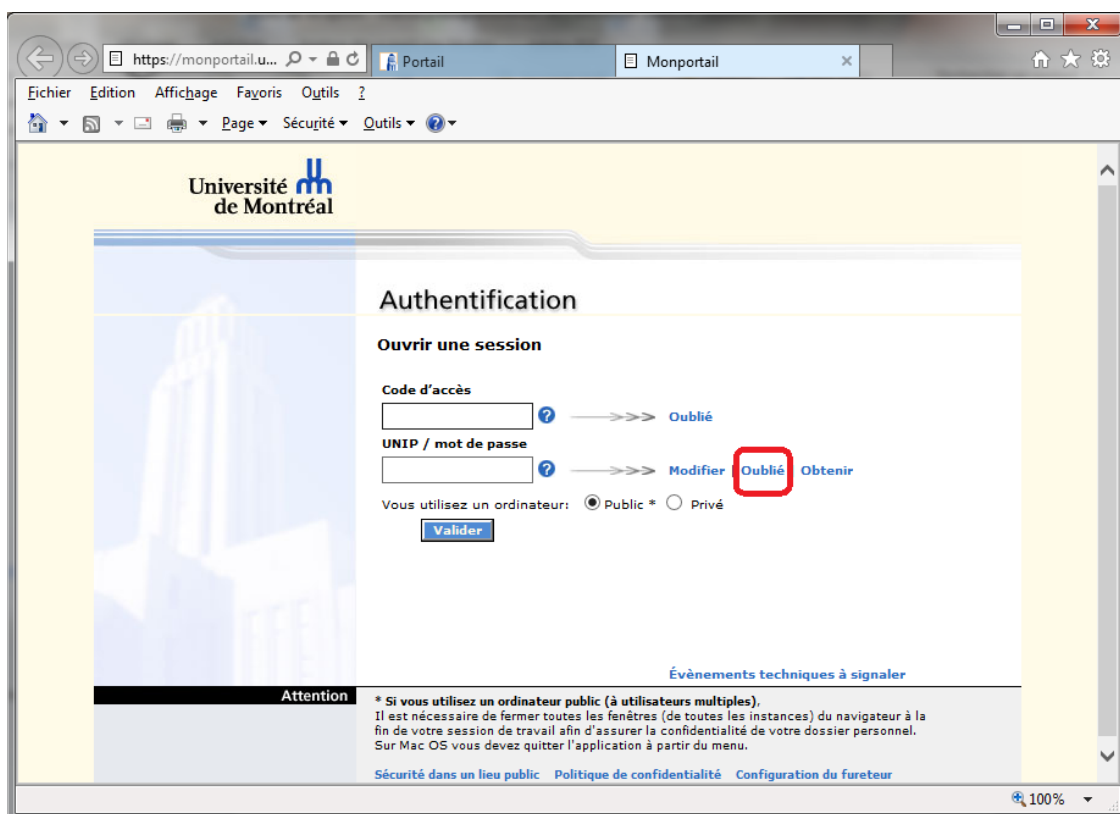 https://monportail.u...
Portail
Monportail
Fichier Edition Affichage Favoris Outils ?
Page Sécurité Outils
Université
de Montréal
Authentification
Ouvrir une session
Code d'accès
? >>> Oublié
UNIP / mot de passe
? >>> Modifier | Oublié Obtenir
Vous utilisez un ordinateur: Public * Privé
Valider
Évènements techniques à signaler
Attention
* Si vous utilisez un ordinateur public (à utilisateurs multiples),
Il est nécessaire de fermer toutes les fenêtres (de toutes les instances) du navigateur à la
fin de votre session de travail afin d'assurer la confidentialité de votre dossier personnel.
Sur Mac OS vous devez quitter l'application à partir du menu.
Sécurité dans un lieu public Politique de confidentialité Configuration du fureteur
100%